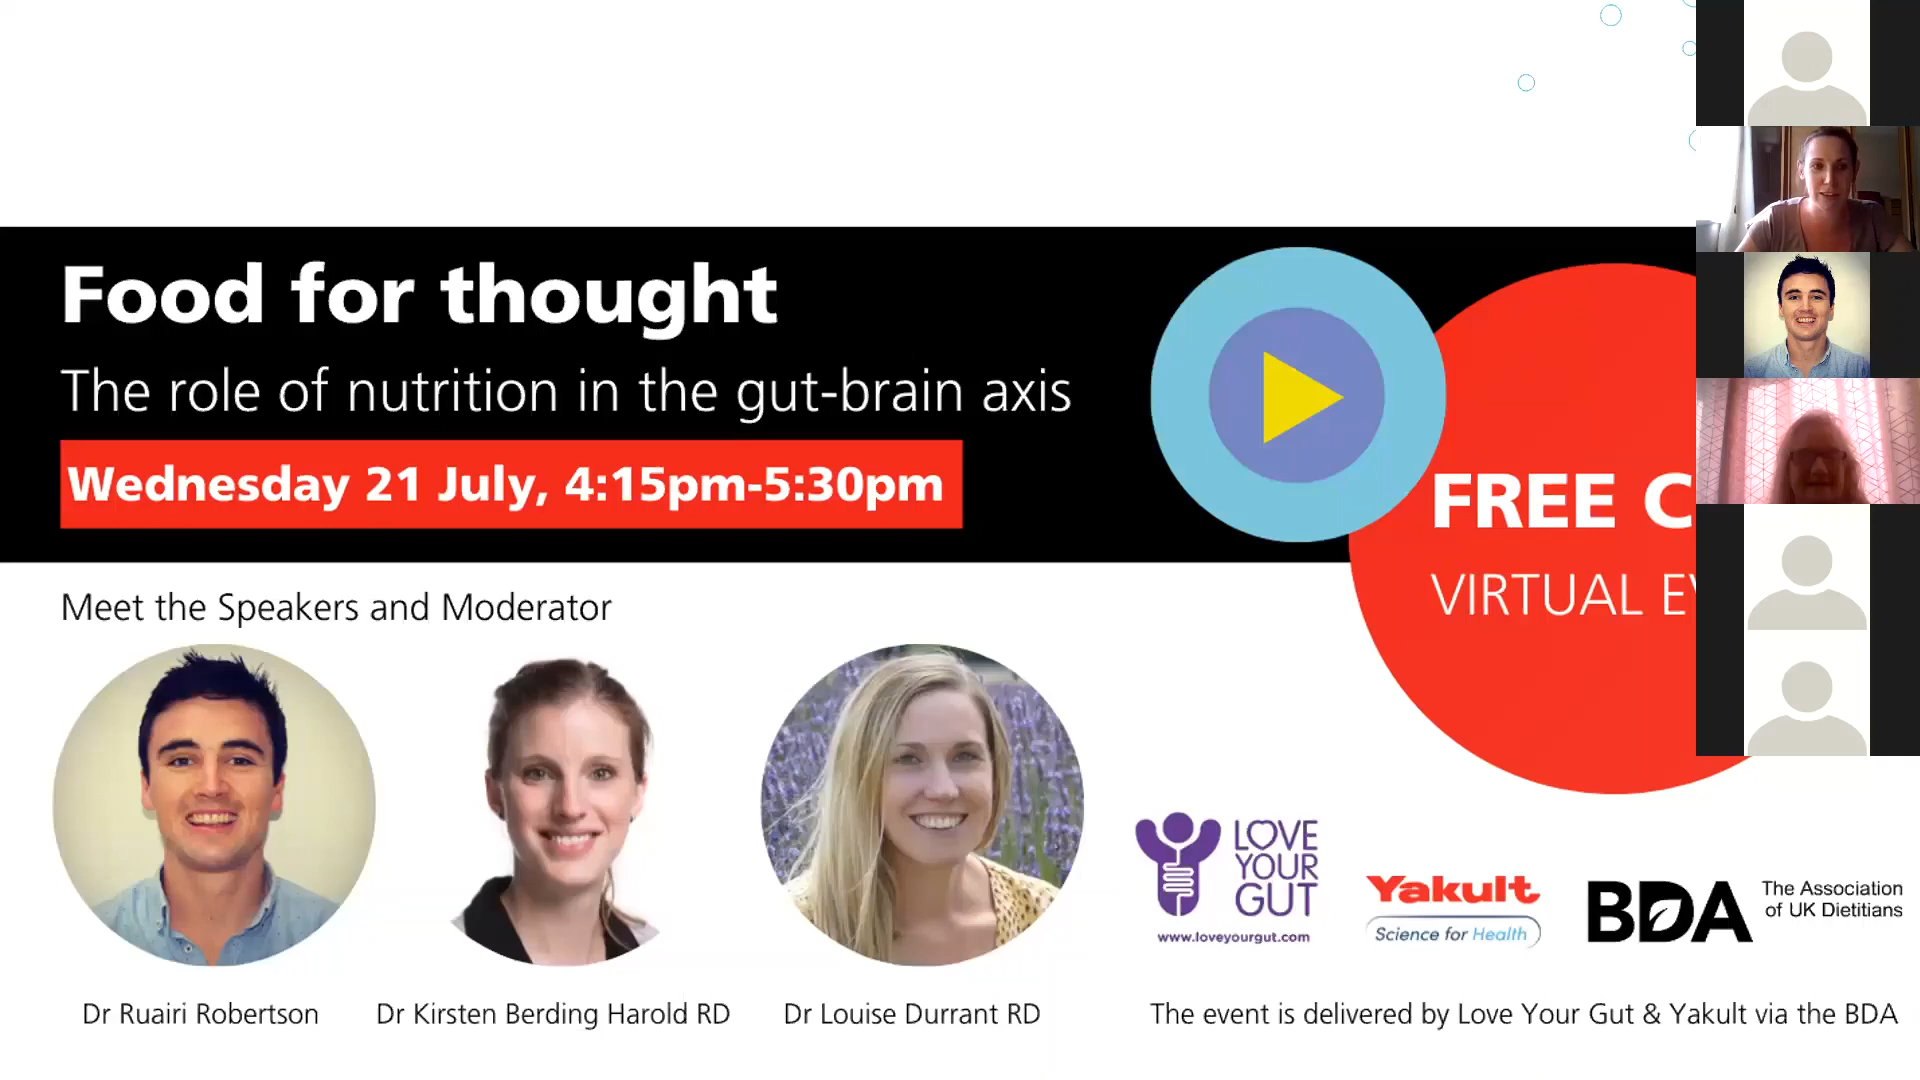 Food for thought
The role of nutrition in the gut-brain axis
Wednesday 21 July, 4:15pm-5:30pm
FREE C
VIRTUAL EV
Meet the Speakers and Moderator
LOVE
YOUR
GUT
www.loveyourgut.com
Yakult
Science for Health
BDA
The Association
of UK Dietitians
Dr Ruairi Robertson
Dr Kirsten Berding Harold RD
Dr Louise Durrant RD
The event is delivered by Love Your Gut & Yakult via the BDA